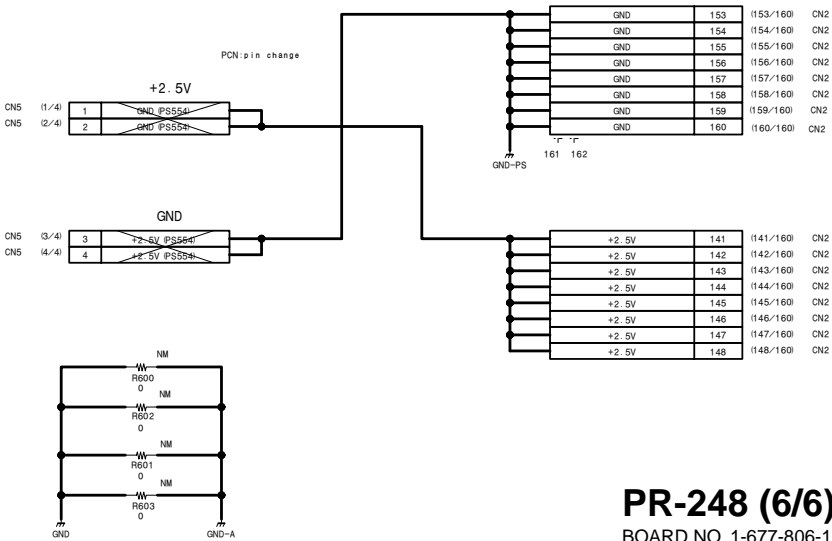 PCN:pin change
+2.5V
CN5 (1/4) 1 GND (PS554)
CN5 (2/4) 2 GND (PS554)
GND
CN5 (3/4) 3 +2.5V (PS554)
CN5 (4/4) 4 +2.5V (PS554)
GND 153 (153/160) CN2
GND 154 (154/160) CN2
GND 155 (155/160) CN2
GND 156 (156/160) CN2
GND 157 (157/160) CN2
GND 158 (158/160) CN2
GND 159 (159/160) CN2
GND 160 (160/160) CN2
161 162
GND-PS
+2.5V 141 (141/160) CN2
+2.5V 142 (142/160) CN2
+2.5V 143 (143/160) CN2
+2.5V 144 (144/160) CN2
+2.5V 145 (145/160) CN2
+2.5V 146 (146/160) CN2
+2.5V 147 (147/160) CN2
+2.5V 148 (148/160) CN2
NM
R600
0
NM
R602
0
NM
R601
0
NM
R603
0
GND GND-A
PR-248 (6/6)
BOARD NO. 1-677-806-1